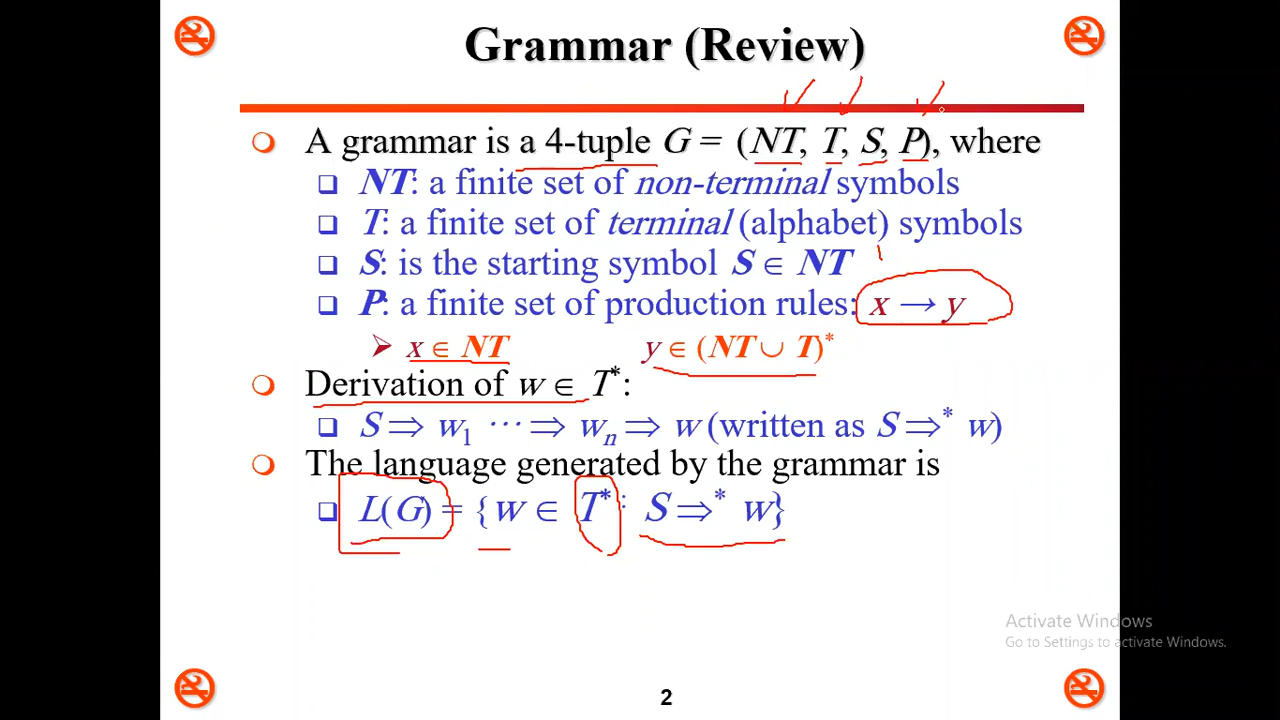 Grammar (Review)
A grammar is a 4-tuple G = (NT, T, S, P), where
NT: a finite set of non-terminal symbols
T: a finite set of terminal (alphabet) symbols
S: is the starting symbol S ∈ NT
P: a finite set of production rules: x → y
x ∈ NT y ∈ (NT ∪ T)*
Derivation of w ∈ T*:
S ⇒ w₁ ⋯ ⇒ wₙ ⇒ w (written as S ⇒* w)
The language generated by the grammar is
L(G) = {w ∈ T* : S ⇒* w}
Activate Windows
Go to Settings to activate Windows.
2